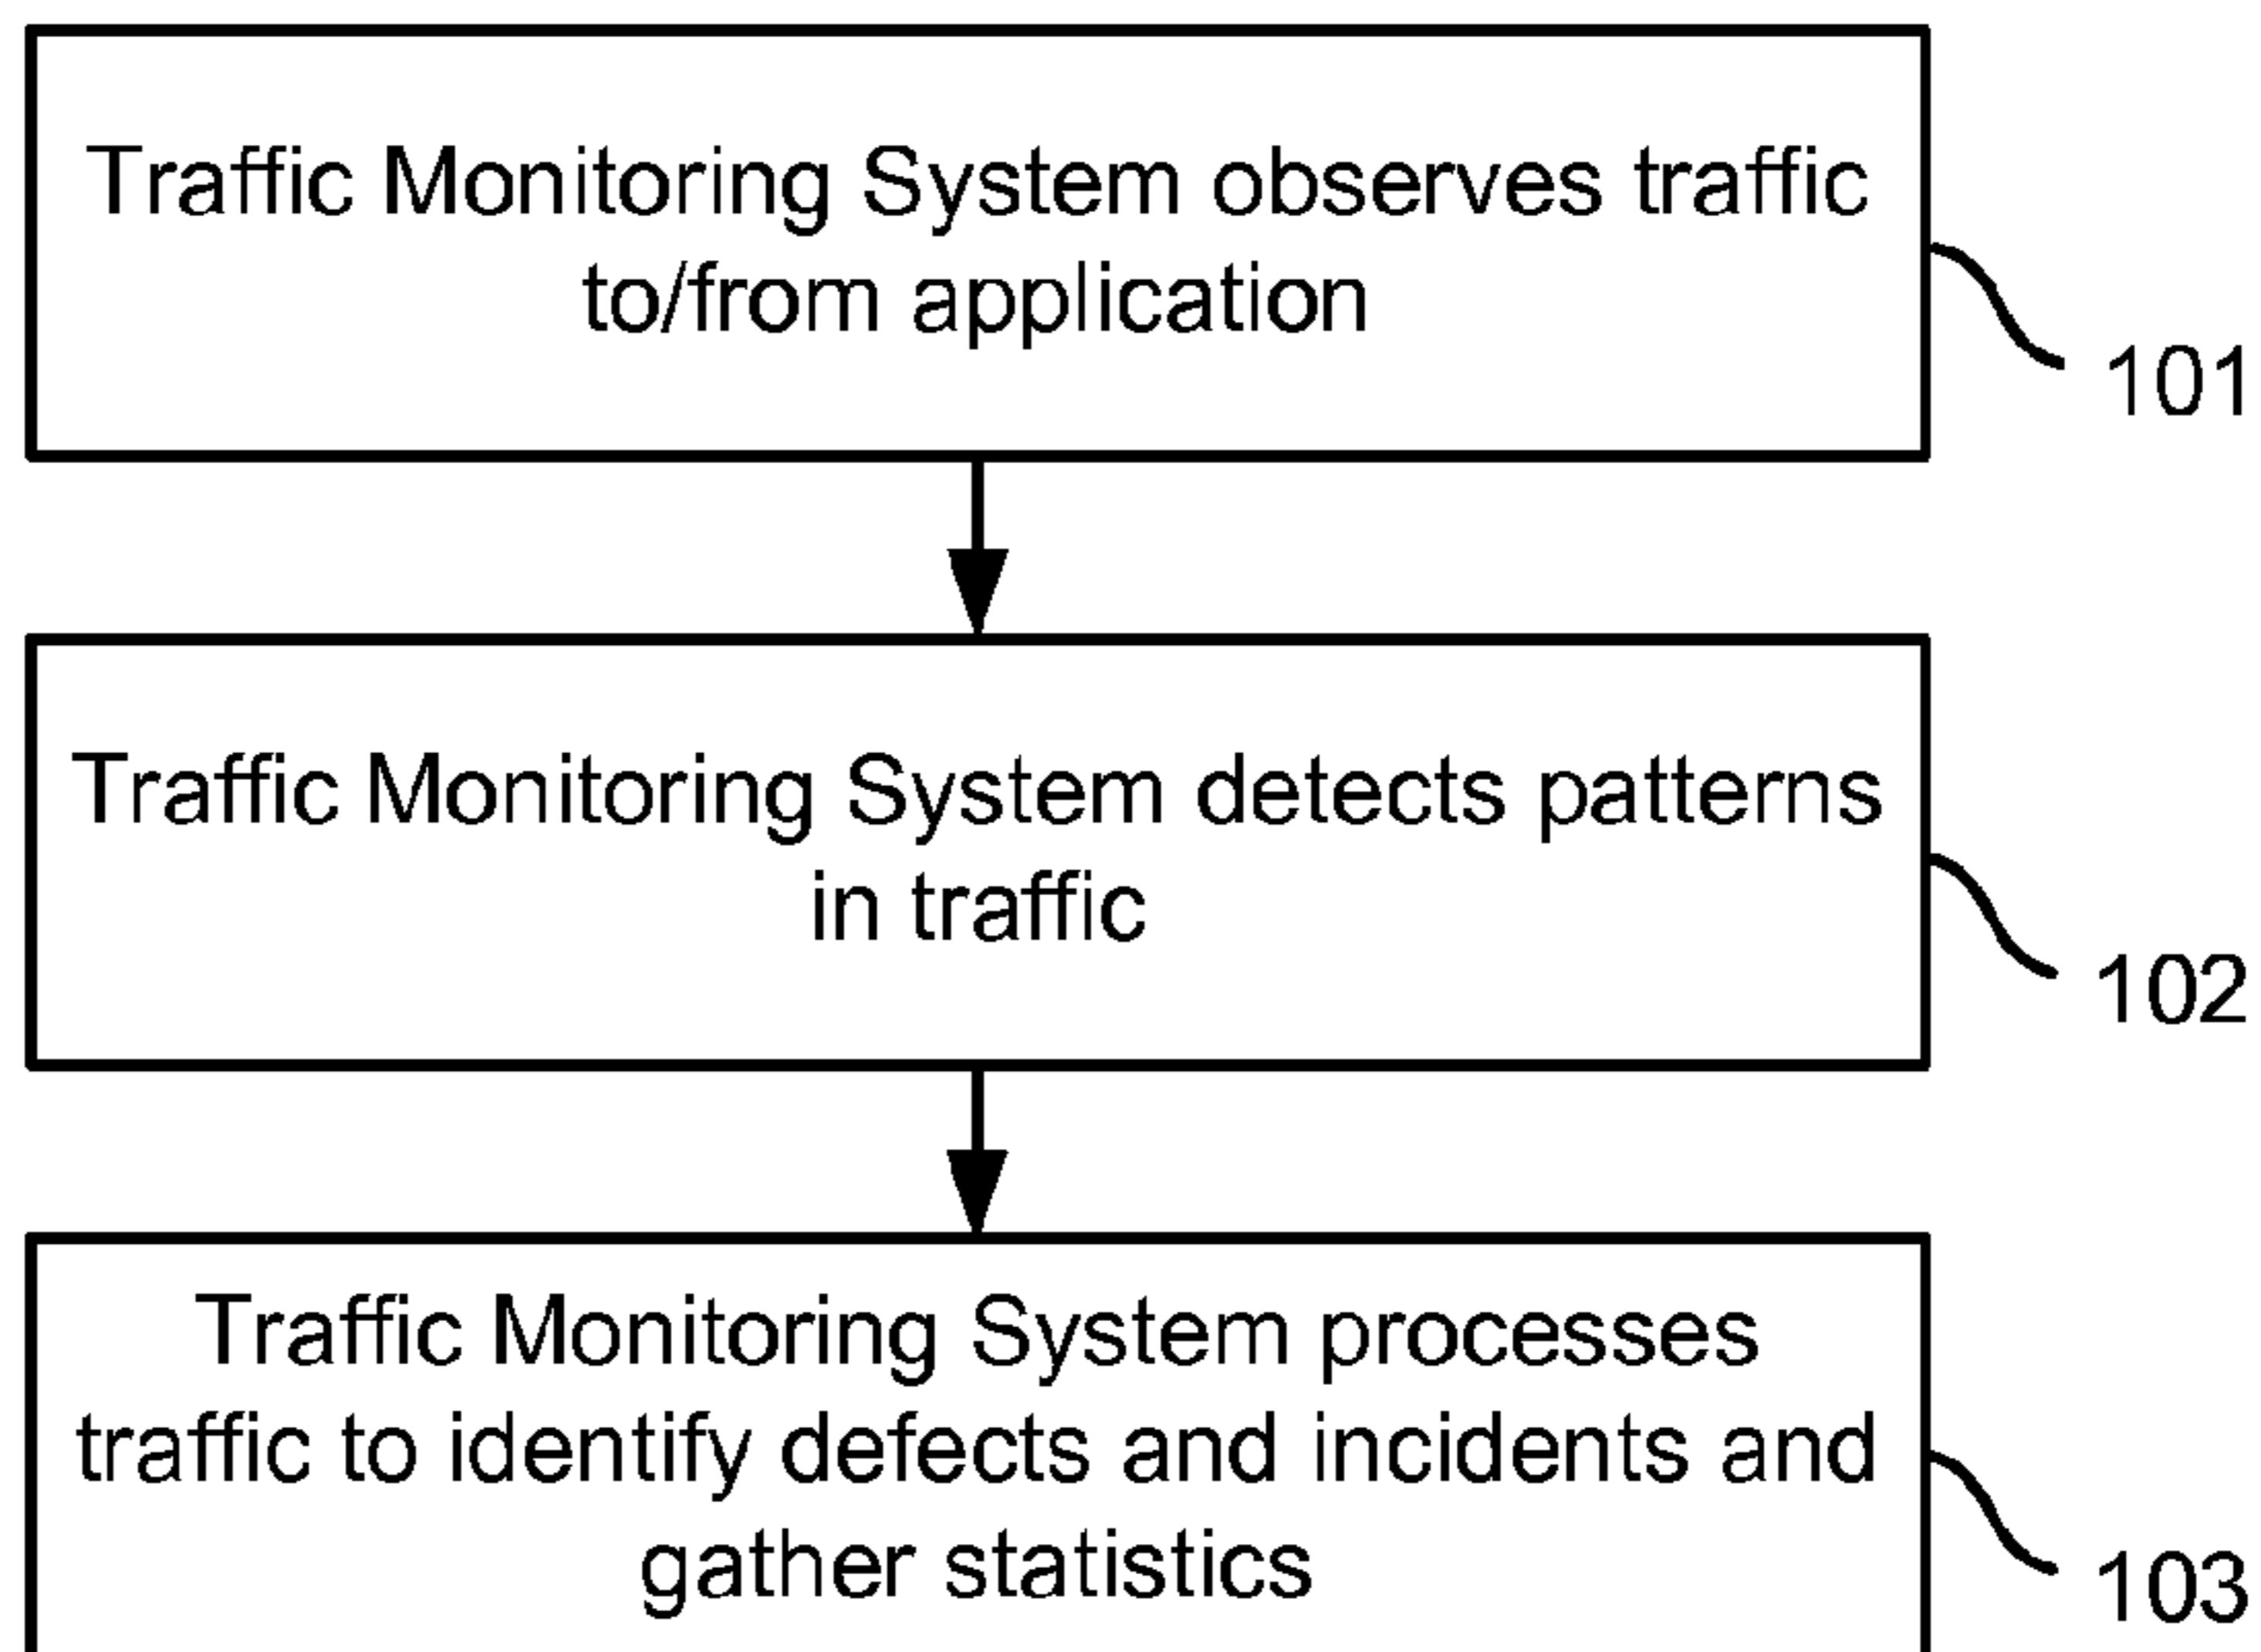 Traffic Monitoring System observes traffic
to/from application
101
Traffic Monitoring System detects patterns
in traffic
102
Traffic Monitoring System processes
traffic to identify defects and incidents and
gather statistics
103